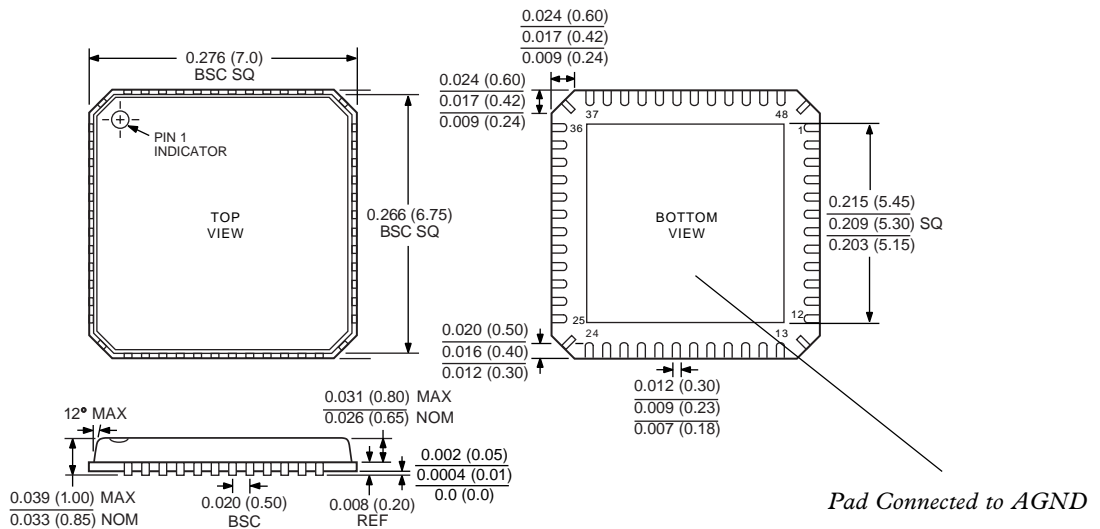 0.024 (0.60)
0.017 (0.42)
0.009 (0.24)
0.276 (7.0)
BSC SQ
0.024 (0.60)
0.017 (0.42)
0.009 (0.24)
37
48
36
1
PIN 1
INDICATOR
TOP
VIEW
0.266 (6.75)
BSC SQ
BOTTOM
VIEW
0.215 (5.45)
0.209 (5.30) SQ
0.203 (5.15)
25
12
24
13
0.020 (0.50)
0.016 (0.40)
0.012 (0.30)
0.012 (0.30)
0.009 (0.23)
0.007 (0.18)
12° MAX
0.031 (0.80) MAX
0.026 (0.65) NOM
0.002 (0.05)
0.0004 (0.01)
0.0 (0.0)
0.039 (1.00) MAX
0.033 (0.85) NOM
0.020 (0.50)
BSC
0.008 (0.20)
REF
Pad Connected to AGND